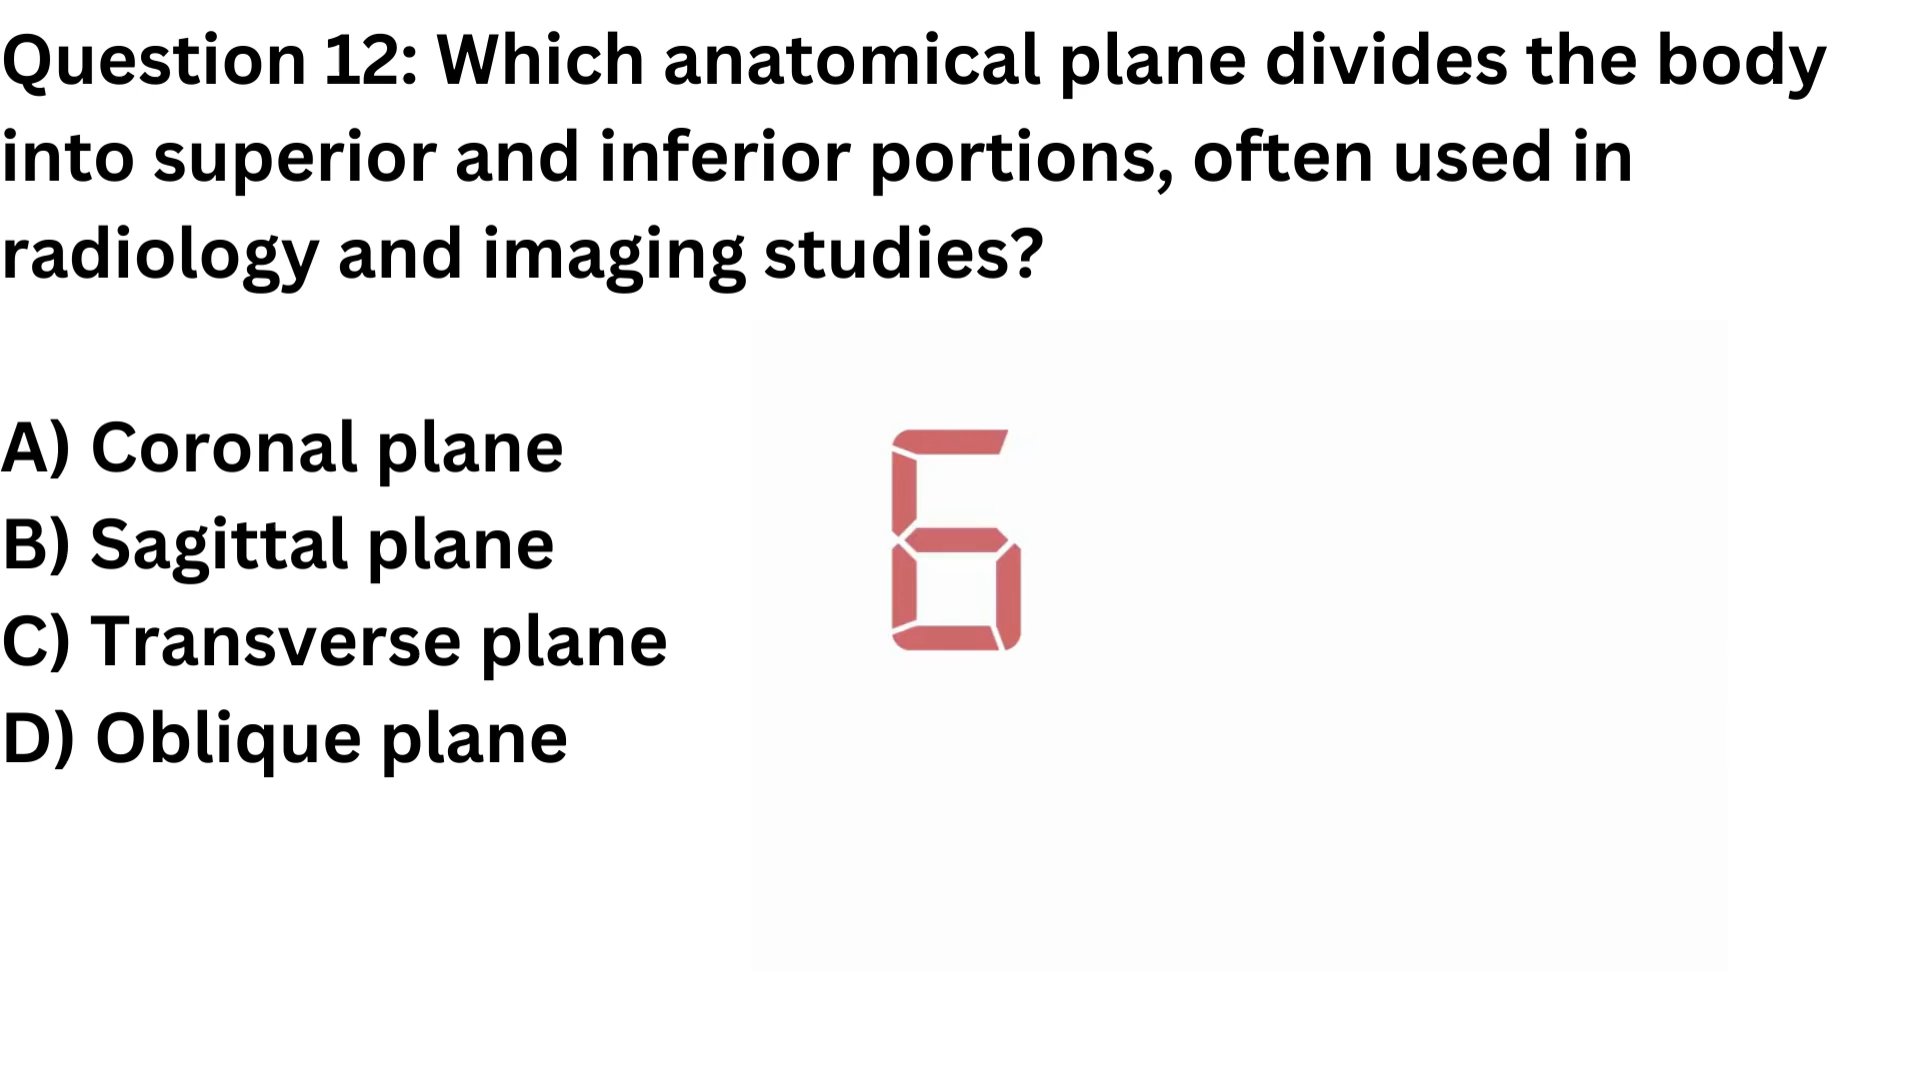 Question 12: Which anatomical plane divides the body
into superior and inferior portions, often used in
radiology and imaging studies?
A) Coronal plane
6
B) Sagittal plane
C) Transverse plane
D) Oblique plane